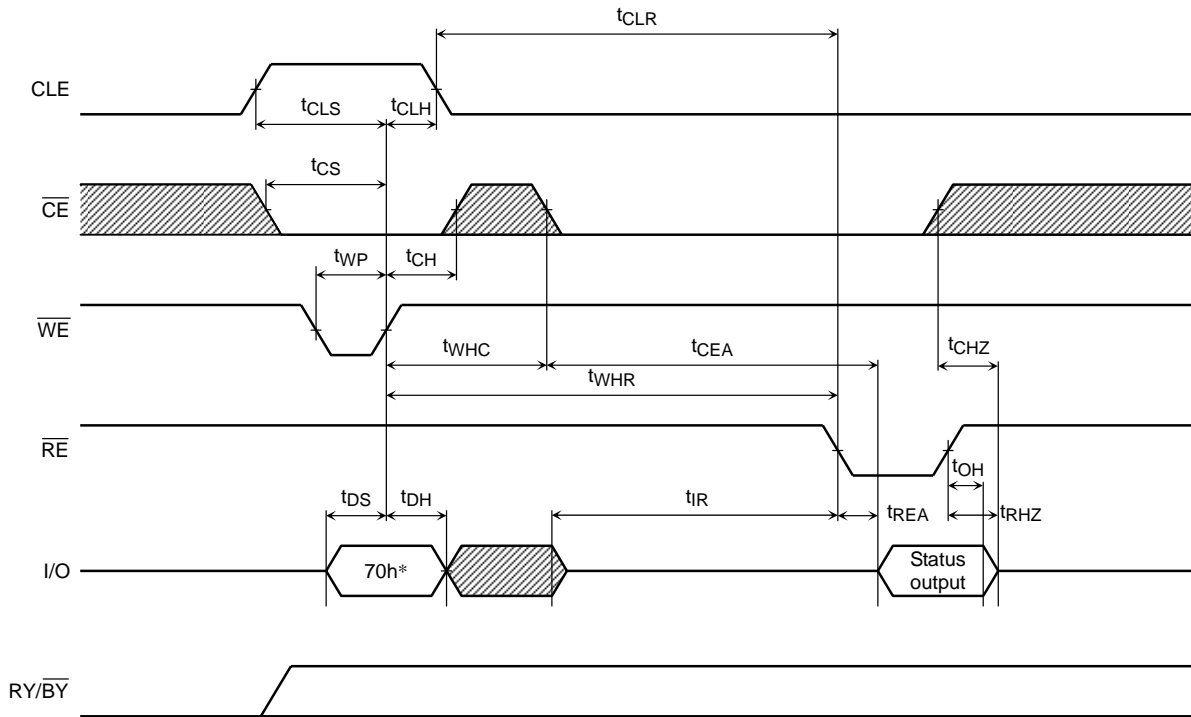 tCLR
CLE
tCLS
tCLH
tCS
CE
tWP
tCH
WE
tWHC
tCEA
tCHZ
tWHR
RE
tOH
tDS
tDH
tIR
tREA
tRHZ
I/O
70h*
Status
output
RY/BY